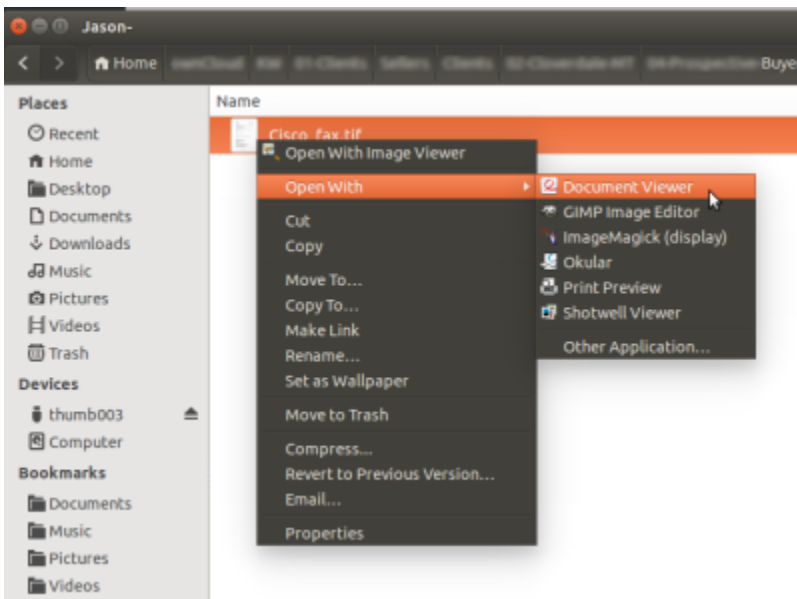 Jason-
Home Buye
Places
Recent
Home
Desktop
Documents
Downloads
Music
Pictures
Videos
Trash
Devices
thumb003
Computer
Bookmarks
Documents
Music
Pictures
Videos
Name
Cisco_fax.tif
Open With Image Viewer
Open With
Cut
Copy
Move To...
Copy To...
Make Link
Rename...
Set as Wallpaper
Move to Trash
Compress...
Revert to Previous Version...
Email...
Properties
Document Viewer
GIMP Image Editor
ImageMagick (display)
Okular
Print Preview
Shotwell Viewer
Other Application...